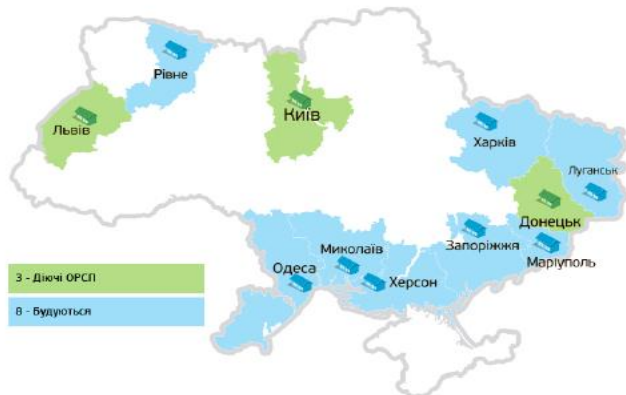 Рівне
Львів
Київ
Харків
Луганськ
Донецьк
Запоріжжя
Маріуполь
Миколаїв
Одеса
Херсон
3 - Діючі ОРСП
8 - Будуються